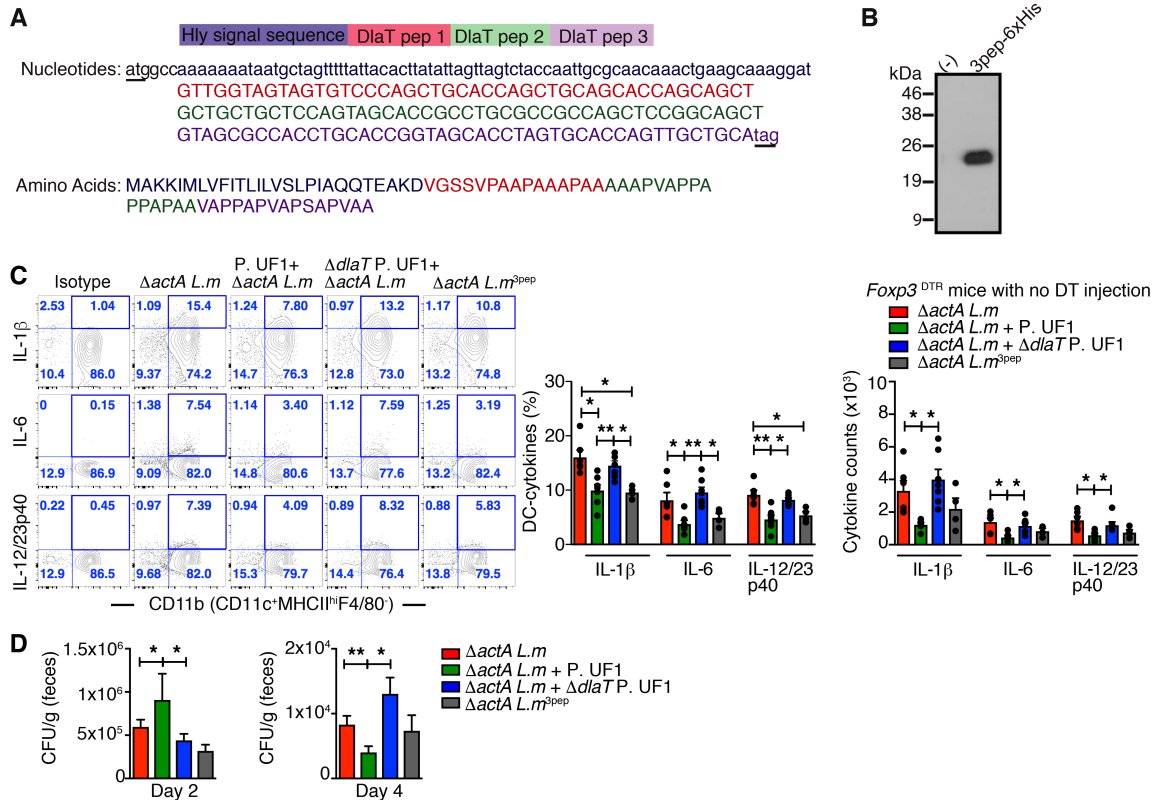 A
Hly signal sequence DlaT pep 1 DlaT pep 2 DlaT pep 3
Nucleotides: atggccaaaaaaataatgctagtttttattacacttatattagttagtctaccaattgcgcaacaaactgaagcaaaggat
GTTGGTAGTAGTGTCCCAGCTGCACCAGCTGCAGCACCAGCAGCT
GCTGCTGCTCCAGTAGCACCGCCTGCGCCGCCAGCTCCGGCAGCT
GTAGCGCCACCTGCACCGGTAGCACCTAGTGCACCAGTTGCTGCAtag
Amino Acids: MAKKIMLVFITLILVSLPIAQQTEAKDVGSSVPAAPAAAPAAAAAPVAPPA
PPAPAAVAPPAPVAPSAPVAA
B
kDa
(-)
3pep-6xHis
46
38
26
19
9
C
Isotype
ΔactA L.m
P. UF1+
ΔactA L.m
ΔdlaT P. UF1+
ΔactA L.m
ΔactA L.m3pep
IL-1β
2.53 1.04 1.09 15.4 1.24 7.80 0.97 13.2 1.17 10.8
10.4 86.0 9.37 74.2 14.7 76.3 12.8 73.0 13.2 74.8
IL-6
0 0.15 1.38 7.54 1.14 3.40 1.12 7.59 1.25 3.19
12.9 86.9 9.09 82.0 14.8 80.6 13.7 77.6 13.2 82.4
IL-12/23p40
0.22 0.45 0.97 7.39 0.94 4.09 0.89 8.32 0.88 5.83
12.9 86.5 9.68 82.0 15.3 79.7 14.4 76.4 13.8 79.5
CD11b (CD11c+MHCIIhiF4/80-)
DC-cytokines (%)
30
20
10
0
* * ** * * ** * * ** *
IL-1β IL-6 IL-12/23
p40
Foxp3 DTR mice with no DT injection
ΔactA L.m
ΔactA L.m + P. UF1
ΔactA L.m + ΔdlaT P. UF1
ΔactA L.m3pep
Cytokine counts (x10³)
10
8
6
4
2
0
* * * * * *
IL-1β IL-6 IL-12/23
p40
D
CFU/g (feces)
1.5x10⁶
1x10⁶
5x10⁵
0
* *
Day 2
CFU/g (feces)
2x10⁴
1x10⁴
0
** *
Day 4
ΔactA L.m
ΔactA L.m + P. UF1
ΔactA L.m + ΔdlaT P. UF1
ΔactA L.m3pep